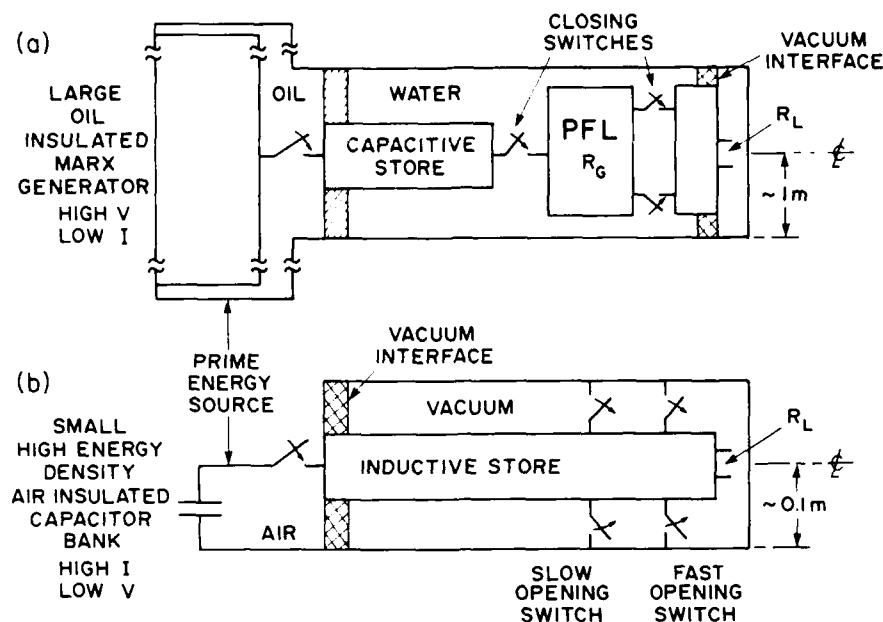 (a)
LARGE
OIL
INSULATED
MARX
GENERATOR
HIGH V
LOW I
OIL
WATER
CAPACITIVE
STORE
CLOSING
SWITCHES
PFL
R_G
VACUUM
INTERFACE
R_L
℄
~1m
PRIME
ENERGY
SOURCE
(b)
SMALL
HIGH ENERGY
DENSITY
AIR INSULATED
CAPACITOR
BANK
HIGH I
LOW V
AIR
VACUUM
INTERFACE
VACUUM
INDUCTIVE STORE
R_L
℄
~0.1m
SLOW
OPENING
SWITCH
FAST
OPENING
SWITCH